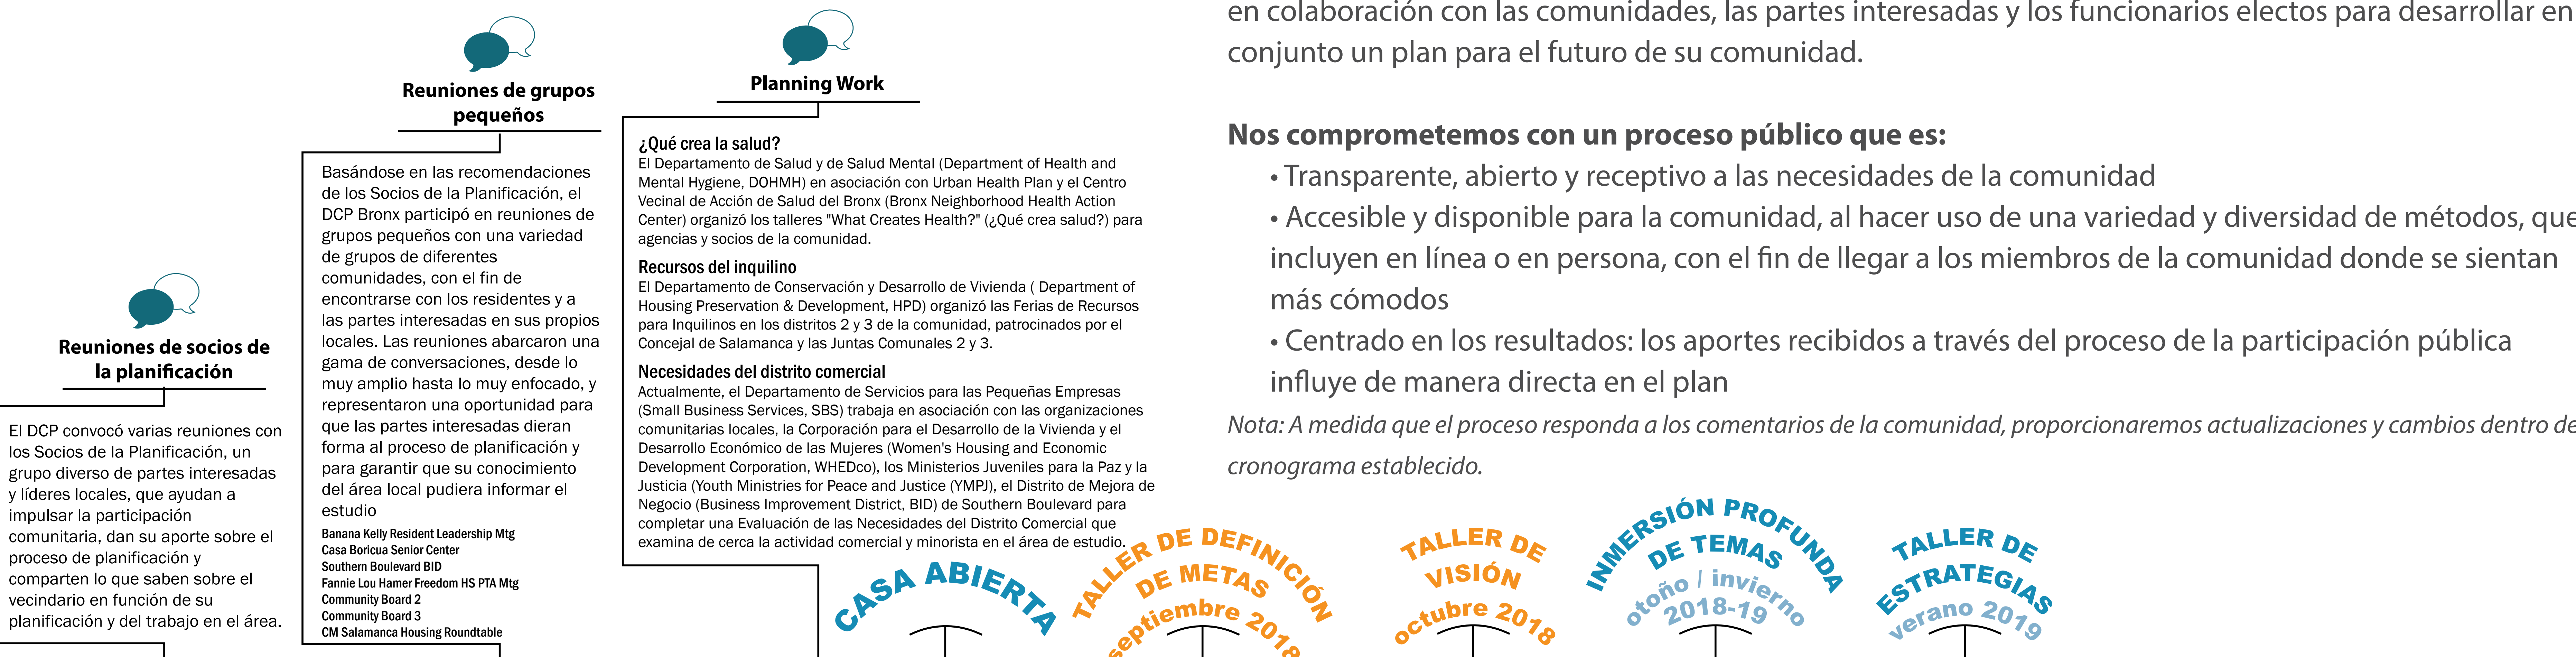 Reuniones de socios de
la planificación
El DCP convocó varias reuniones con
los Socios de la Planificación, un
grupo diverso de partes interesadas
y líderes locales, que ayudan a
impulsar la participación
comunitaria, dan su aporte sobre el
proceso de planificación y
comparten lo que saben sobre el
vecindario en función de su
planificación y del trabajo en el área.
Reuniones de grupos
pequeños
Basándose en las recomendaciones
de los Socios de la Planificación, el
DCP Bronx participó en reuniones de
grupos pequeños con una variedad
de grupos de diferentes
comunidades, con el fin de
encontrarse con los residentes y a
las partes interesadas en sus propios
locales. Las reuniones abarcaron una
gama de conversaciones, desde lo
muy amplio hasta lo muy enfocado, y
representaron una oportunidad para
que las partes interesadas dieran
forma al proceso de planificación y
para garantizar que su conocimiento
del área local pudiera informar el
estudio
Banana Kelly Resident Leadership Mtg
Casa Boricua Senior Center
Southern Boulevard BID
Fannie Lou Hamer Freedom HS PTA Mtg
Community Board 2
Community Board 3
CM Salamanca Housing Roundtable
Planning Work
¿Qué crea la salud?
El Departamento de Salud y de Salud Mental (Department of Health and
Mental Hygiene, DOHMH) en asociación con Urban Health Plan y el Centro
Vecinal de Acción de Salud del Bronx (Bronx Neighborhood Health Action
Center) organizó los talleres "What Creates Health?" (¿Qué crea salud?) para
agencias y socios de la comunidad.
Recursos del inquilino
El Departamento de Conservación y Desarrollo de Vivienda ( Department of
Housing Preservation & Development, HPD) organizó las Ferias de Recursos
para Inquilinos en los distritos 2 y 3 de la comunidad, patrocinados por el
Concejal de Salamanca y las Juntas Comunales 2 y 3.
Necesidades del distrito comercial
Actualmente, el Departamento de Servicios para las Pequeñas Empresas
(Small Business Services, SBS) trabaja en asociación con las organizaciones
comunitarias locales, la Corporación para el Desarrollo de la Vivienda y el
Desarrollo Económico de las Mujeres (Women's Housing and Economic
Development Corporation, WHEDco), los Ministerios Juveniles para la Paz y la
Justicia (Youth Ministries for Peace and Justice (YMPJ), el Distrito de Mejora de
Negocio (Business Improvement District, BID) de Southern Boulevard para
completar una Evaluación de las Necesidades del Distrito Comercial que
examina de cerca la actividad comercial y minorista en el área de estudio.
en colaboración con las comunidades, las partes interesadas y los funcionarios electos para desarrollar en
conjunto un plan para el futuro de su comunidad.
Nos comprometemos con un proceso público que es:
• Transparente, abierto y receptivo a las necesidades de la comunidad
• Accesible y disponible para la comunidad, al hacer uso de una variedad y diversidad de métodos, que
incluyen en línea o en persona, con el fin de llegar a los miembros de la comunidad donde se sientan
más cómodos
• Centrado en los resultados: los aportes recibidos a través del proceso de la participación pública
influye de manera directa en el plan
Nota: A medida que el proceso responda a los comentarios de la comunidad, proporcionaremos actualizaciones y cambios dentro de
cronograma establecido.
CASA ABIERTA
TALLER DE DEFINICIÓN
DE METAS
septiembre 2018
TALLER DE
VISIÓN
octubre 2018
INMERSIÓN PROFUNDA
DE TEMAS
otoño / invierno
2018-19
TALLER DE
ESTRATEGIAS
verano 2019